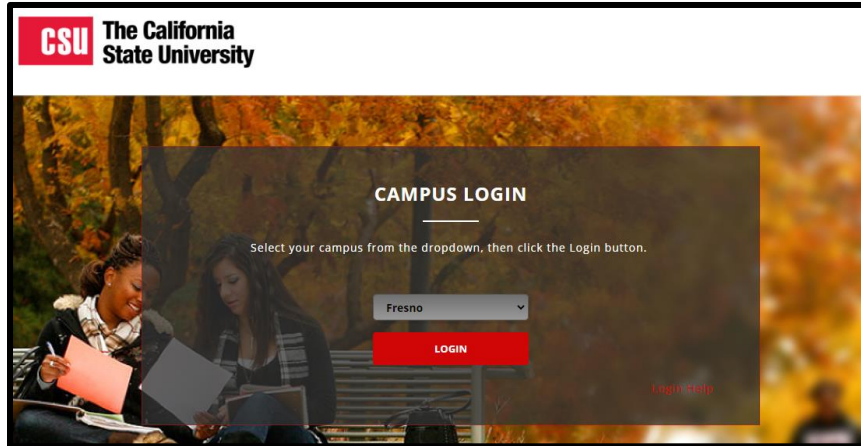 CSU The California
State University
CAMPUS LOGIN
Select your campus from the dropdown, then click the Login button.
Fresno
LOGIN
Login Help